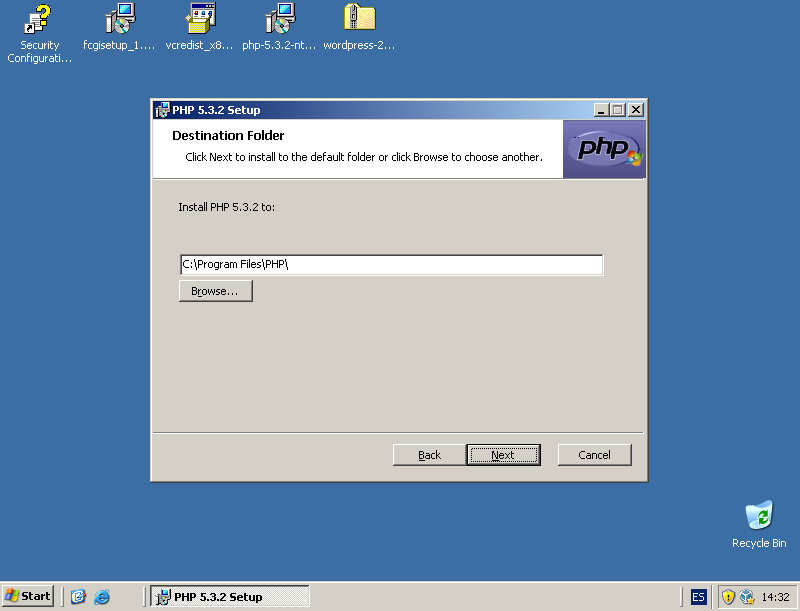 Security
Configurati...
fcgisetup_1....
vcredist_x8...
php-5.3.2-nt...
wordpress-2...
PHP 5.3.2 Setup
Destination Folder
Click Next to install to the default folder or click Browse to choose another.
php
Install PHP 5.3.2 to:
C:\Program Files\PHP\
Browse...
Back
Next
Cancel
Recycle Bin
Start
PHP 5.3.2 Setup
ES
14:32